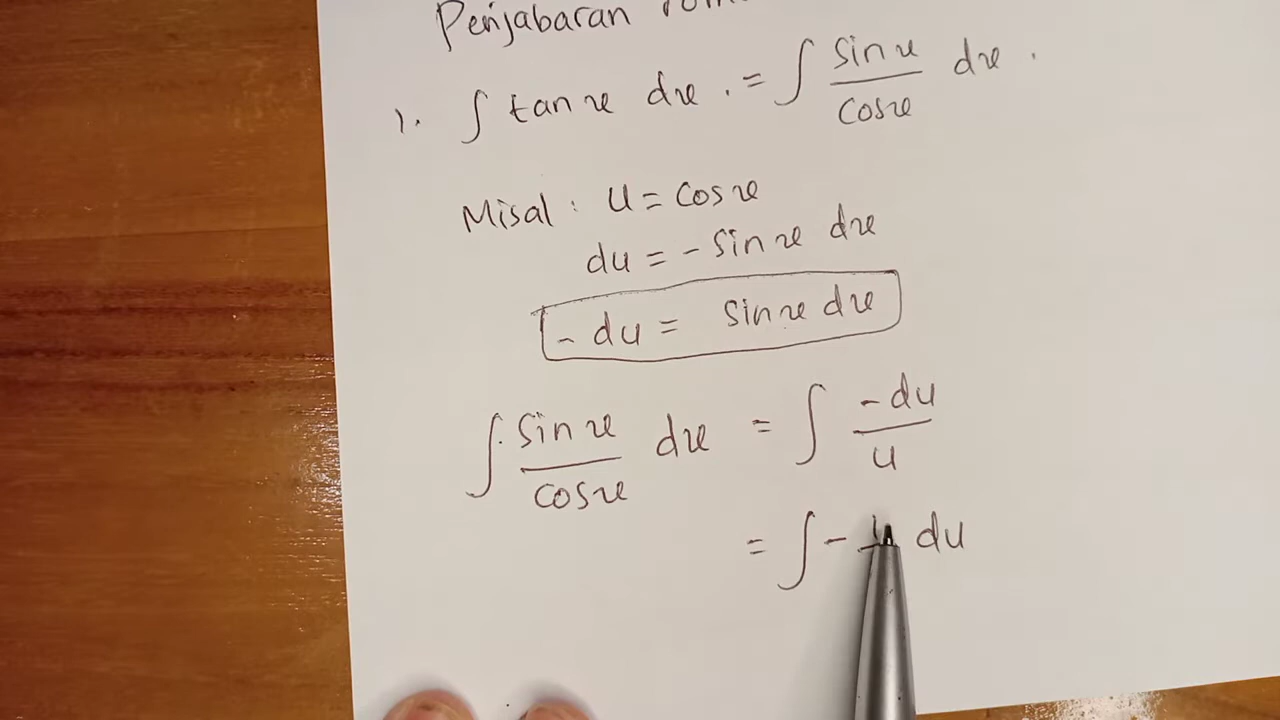 Penjabaran
1. ∫ tan x dx . = ∫ sin x / cos x dx .
Misal : u = cos x
du = - sin x dx
- du = sin x dx
∫ sin x / cos x dx = ∫ -du / u
= ∫ - du